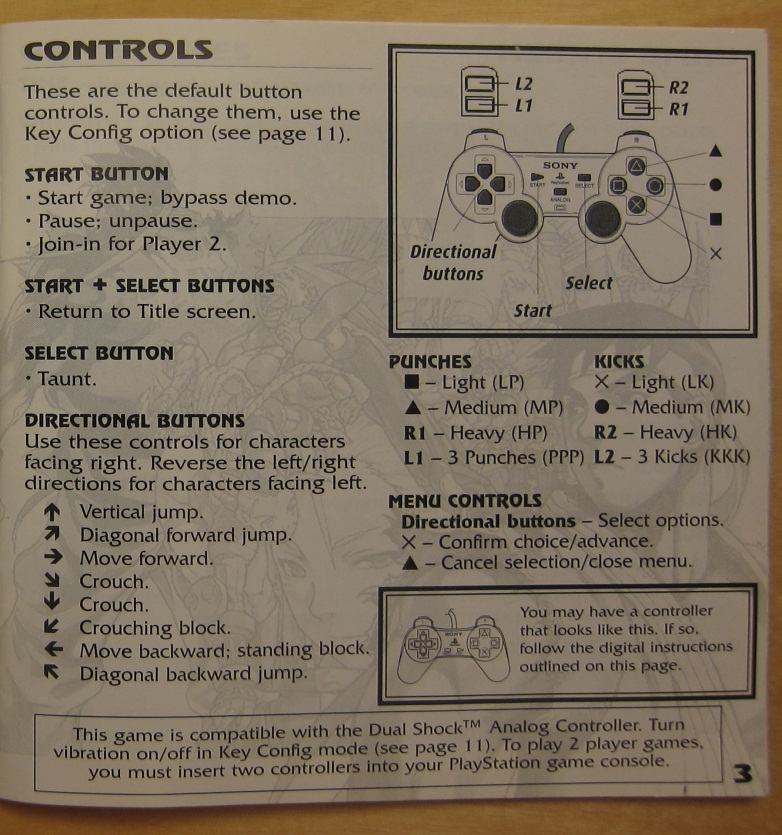 CONTROLS
These are the default button
controls. To change them, use the
Key Config option (see page 11).
START BUTTON
· Start game; bypass demo.
· Pause; unpause.
· Join-in for Player 2.
START + SELECT BUTTONS
· Return to Title screen.
SELECT BUTTON
· Taunt.
DIRECTIONAL BUTTONS
Use these controls for characters
facing right. Reverse the left/right
directions for characters facing left.
↑ Vertical jump.
↗ Diagonal forward jump.
→ Move forward.
↘ Crouch.
↓ Crouch.
↙ Crouching block.
← Move backward; standing block.
↖ Diagonal backward jump.
L2
L1
R2
R1
L
R
SONY
PlayStation
START
SELECT
ANALOG
▲
●
■
×
Directional
buttons
Select
Start
PUNCHES
■ – Light (LP)
▲ – Medium (MP)
R1 – Heavy (HP)
L1 – 3 Punches (PPP)
KICKS
× – Light (LK)
● – Medium (MK)
R2 – Heavy (HK)
L2 – 3 Kicks (KKK)
MENU CONTROLS
Directional buttons – Select options.
× – Confirm choice/advance.
▲ – Cancel selection/close menu.
SONY
You may have a controller
that looks like this. If so,
follow the digital instructions
outlined on this page.
This game is compatible with the Dual Shock™ Analog Controller. Turn
vibration on/off in Key Config mode (see page 11). To play 2 player games,
you must insert two controllers into your PlayStation game console.
3